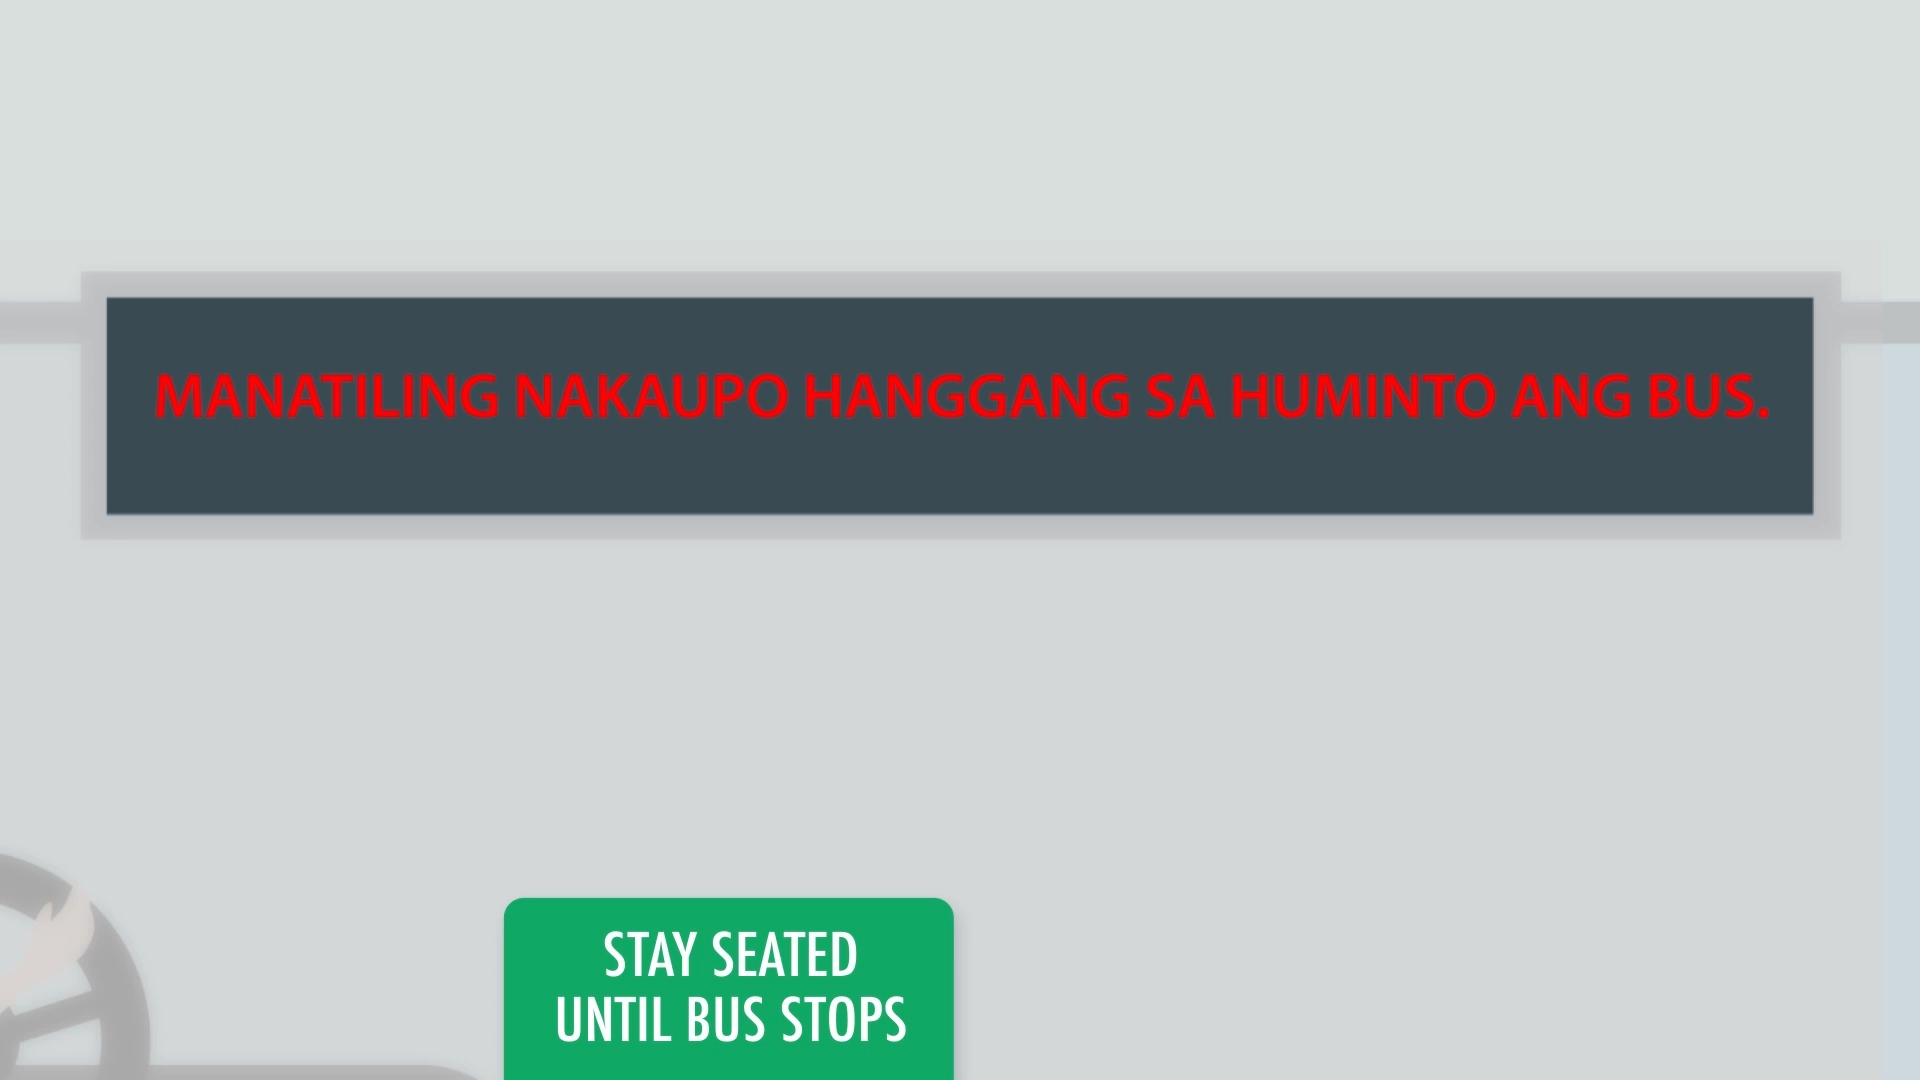 MANATILING NAKAUPO HANGGANG SA HUMINTO ANG BUS.
STAY SEATED
UNTIL BUS STOPS